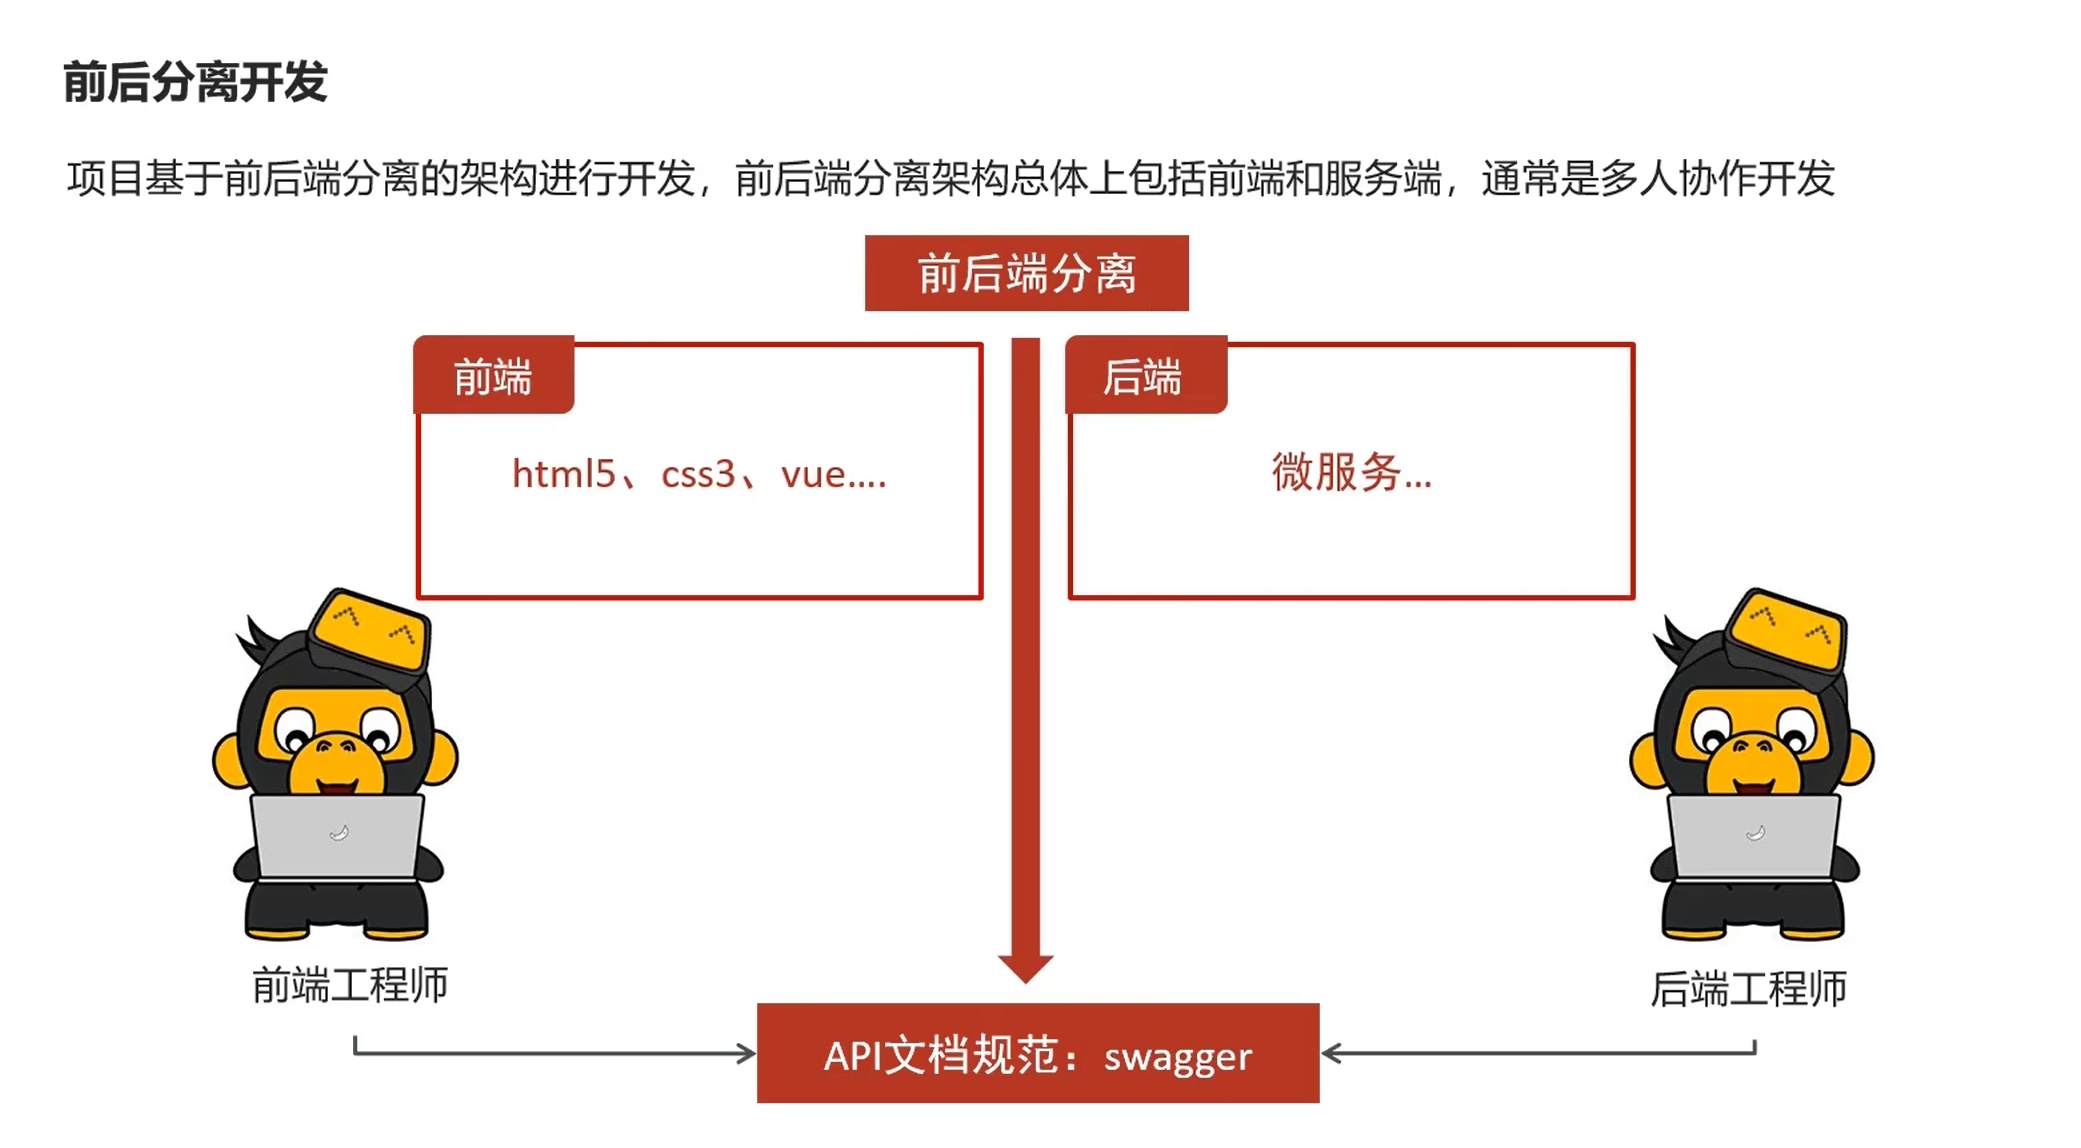 前后分离开发
项目基于前后端分离的架构进行开发，前后端分离架构总体上包括前端和服务端，通常是多人协作开发
前后端分离
前端
html5、css3、vue....
后端
微服务...
前端工程师
后端工程师
API文档规范：swagger